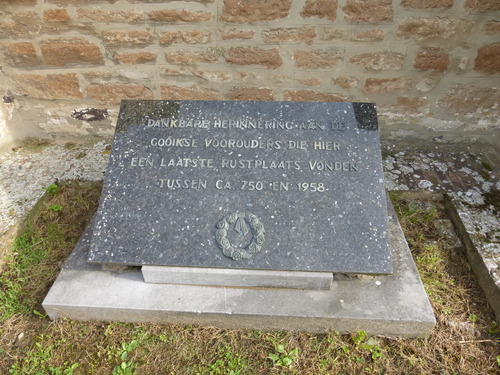 DANKBARE HERINNERING AAN DE
GOOIKSE VOOROUDERS DIE HIER
EEN LAATSTE RUSTPLAATS VONDEN
TUSSEN CA. 750 EN 1958.